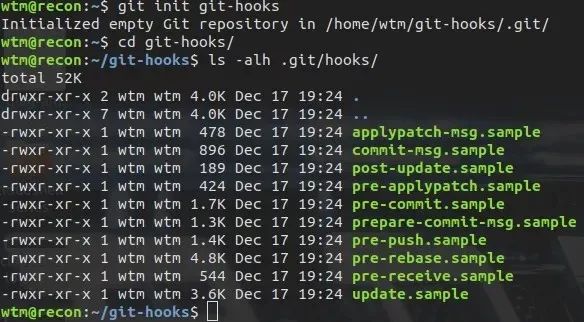 wtm@recon:~$ git init git-hooks
Initialized empty Git repository in /home/wtm/git-hooks/.git/
wtm@recon:~$ cd git-hooks/
wtm@recon:~/git-hooks$ ls -alh .git/hooks/
total 52K
drwxr-xr-x 2 wtm wtm 4.0K Dec 17 19:24 .
drwxr-xr-x 7 wtm wtm 4.0K Dec 17 19:24 ..
-rwxr-xr-x 1 wtm wtm  478 Dec 17 19:24 applypatch-msg.sample
-rwxr-xr-x 1 wtm wtm  896 Dec 17 19:24 commit-msg.sample
-rwxr-xr-x 1 wtm wtm  189 Dec 17 19:24 post-update.sample
-rwxr-xr-x 1 wtm wtm  424 Dec 17 19:24 pre-applypatch.sample
-rwxr-xr-x 1 wtm wtm 1.7K Dec 17 19:24 pre-commit.sample
-rwxr-xr-x 1 wtm wtm 1.3K Dec 17 19:24 prepare-commit-msg.sample
-rwxr-xr-x 1 wtm wtm 1.4K Dec 17 19:24 pre-push.sample
-rwxr-xr-x 1 wtm wtm 4.8K Dec 17 19:24 pre-rebase.sample
-rwxr-xr-x 1 wtm wtm  544 Dec 17 19:24 pre-receive.sample
-rwxr-xr-x 1 wtm wtm 3.6K Dec 17 19:24 update.sample
wtm@recon:~/git-hooks$